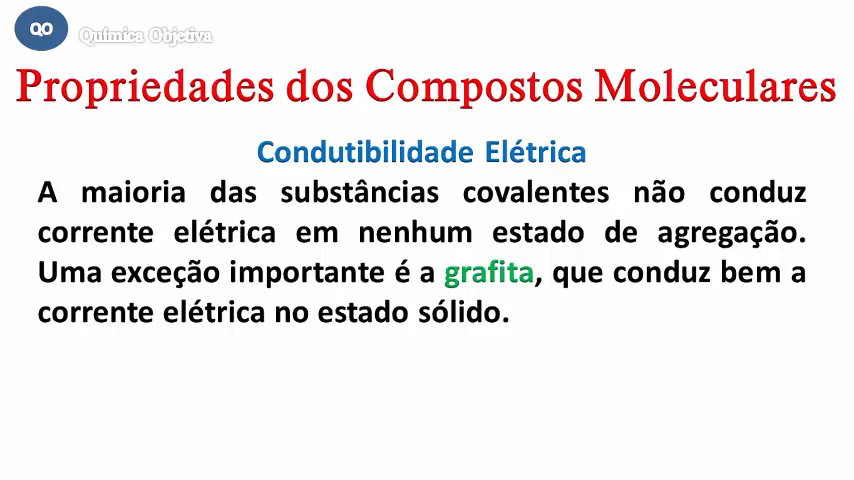 QO
Química Objetiva
Propriedades dos Compostos Moleculares
Condutibilidade Elétrica
A maioria das substâncias covalentes não conduz
corrente elétrica em nenhum estado de agregação.
Uma exceção importante é a grafita, que conduz bem a
corrente elétrica no estado sólido.